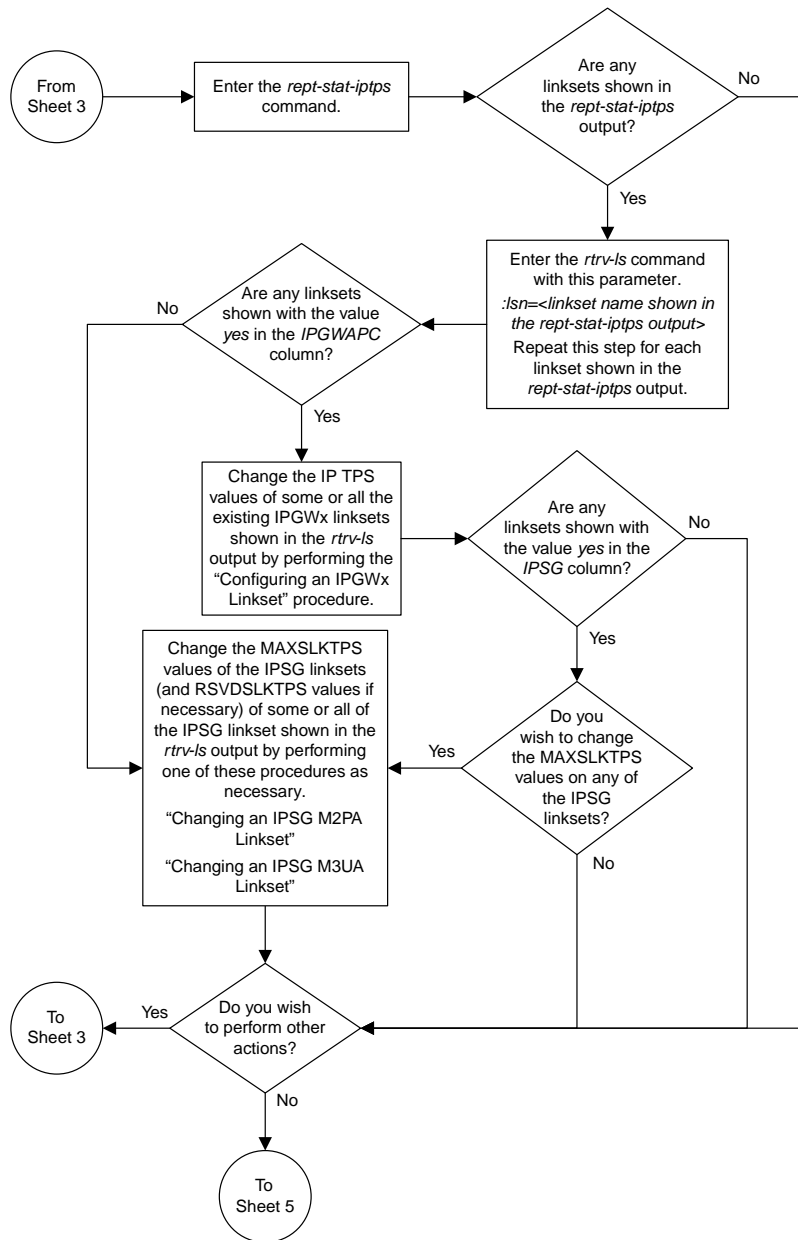 From
Sheet 3
Enter the rept-stat-iptps
command.
Are any
linksets shown in
the rept-stat-iptps
output?
No
Yes
Enter the rtrv-ls command
with this parameter.
:lsn=<linkset name shown in
the rept-stat-iptps output>
Repeat this step for each
linkset shown in the
rept-stat-iptps output.
Are any linksets
shown with the value
yes in the IPGWAPC
column?
No
Yes
Change the IP TPS
values of some or all the
existing IPGWx linksets
shown in the rtrv-ls
output by performing the
“Configuring an IPGWx
Linkset” procedure.
Are any
linksets shown with
the value yes in the
IPSG column?
No
Yes
Do you
wish to change
the MAXSLKTPS
values on any of
the IPSG
linksets?
Yes
No
Change the MAXSLKTPS
values of the IPSG linksets
(and RSVDSLKTPS values if
necessary) of some or all of
the IPSG linkset shown in the
rtrv-ls output by performing
one of these procedures as
necessary.
“Changing an IPSG M2PA
Linkset”
“Changing an IPSG M3UA
Linkset”
Do you wish
to perform other
actions?
Yes
To
Sheet 3
No
To
Sheet 5